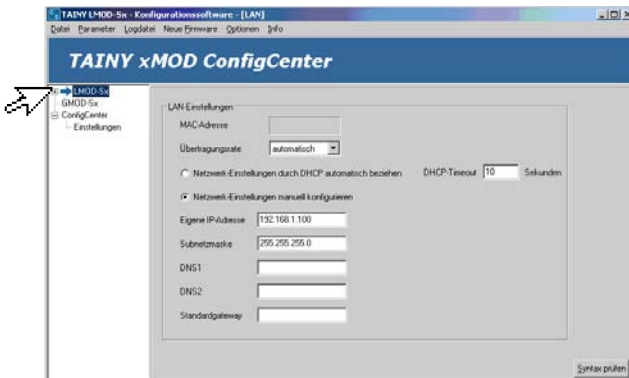 TAINY LMOD-Sx - Konfigurationssoftware - [LAN]
Datei Parameter Logdatei Neue Firmware Optionen Info
TAINY xMOD ConfigCenter
LMOD-Sx
GMOD-Sx
ConfigCenter
Einstellungen
LAN-Einstellungen
MAC-Adresse
Übertragungsrate automatisch
Netzwerk-Einstellungen durch DHCP automatisch beziehen DHCP-Timeout 10 Sekunden
Netzwerk-Einstellungen manuell konfigurieren
Eigene IP-Adresse 192.168.1.100
Subnetzmaske 255.255.255.0
DNS1
DNS2
Standardgateway
Syntax prüfen